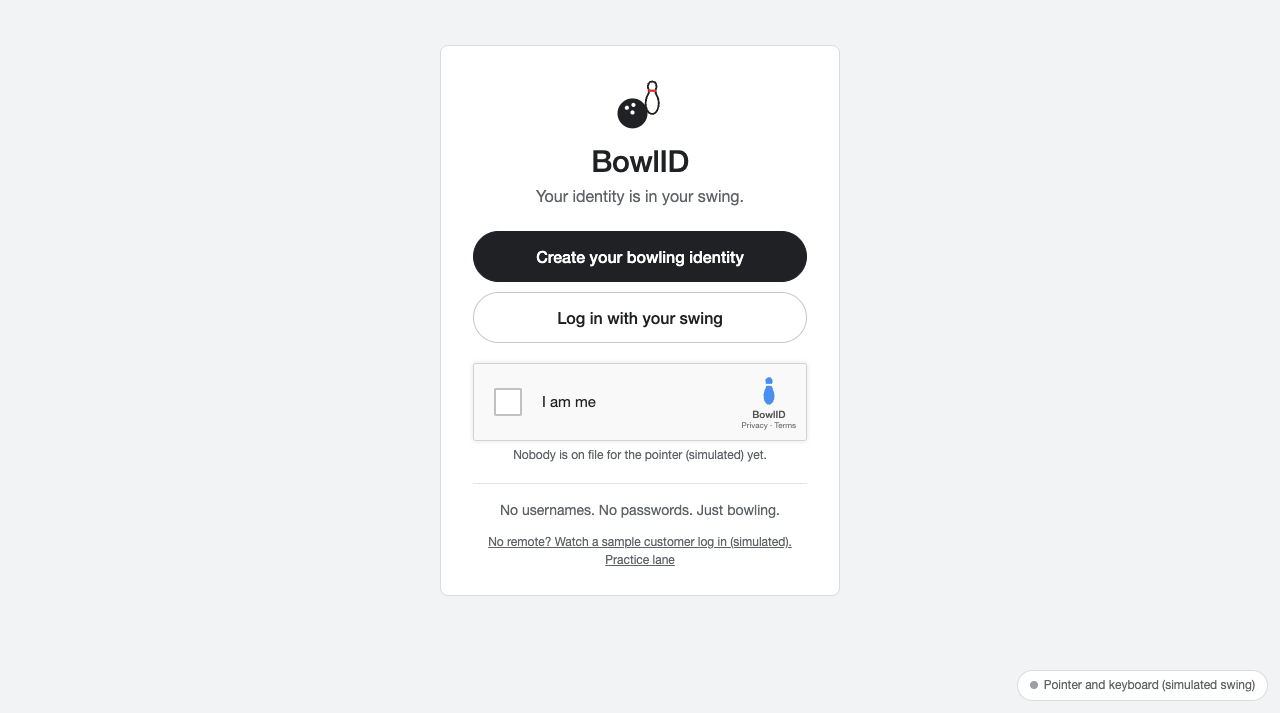 BowlID
Your identity is in your swing.
Create your bowling identity
Log in with your swing
I am me
BowlID
Privacy · Terms
Nobody is on file for the pointer (simulated) yet.
No usernames. No passwords. Just bowling.
No remote? Watch a sample customer log in (simulated).
Practice lane
Pointer and keyboard (simulated swing)